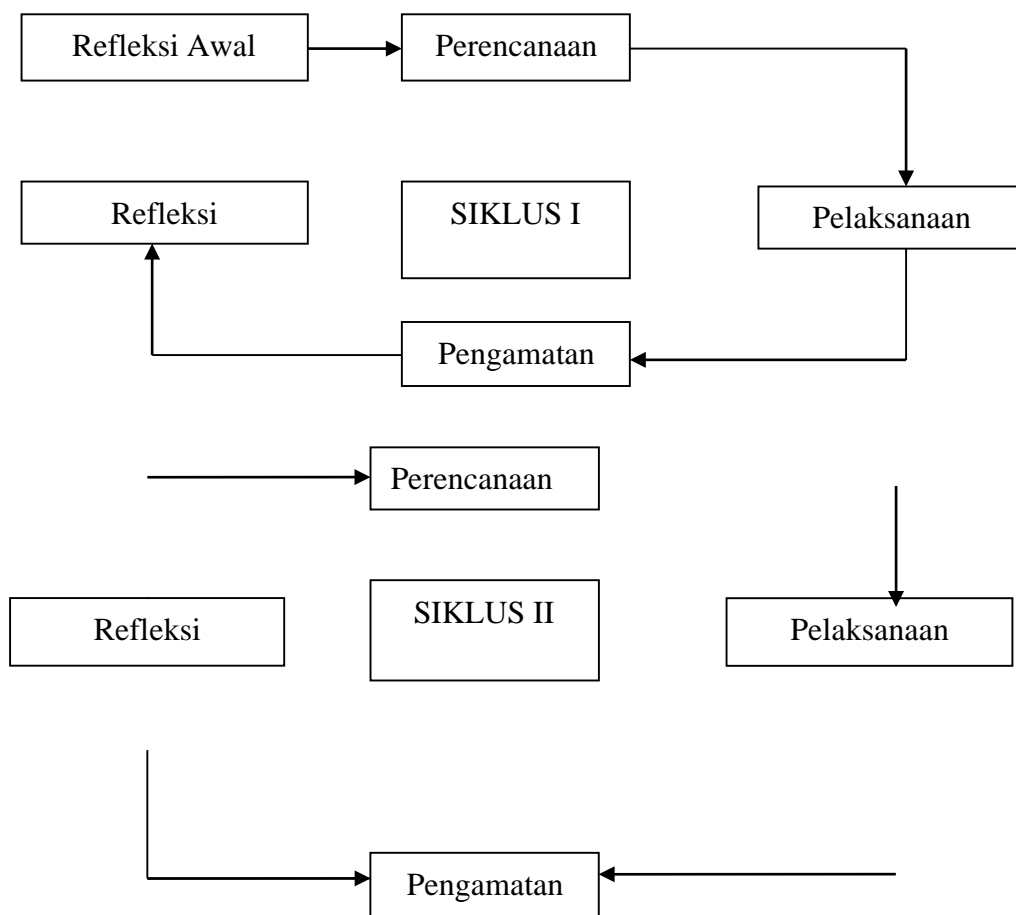 Refleksi Awal
Perencanaan
Refleksi
SIKLUS I
Pelaksanaan
Pengamatan
Perencanaan
Refleksi
SIKLUS II
Pelaksanaan
Pengamatan